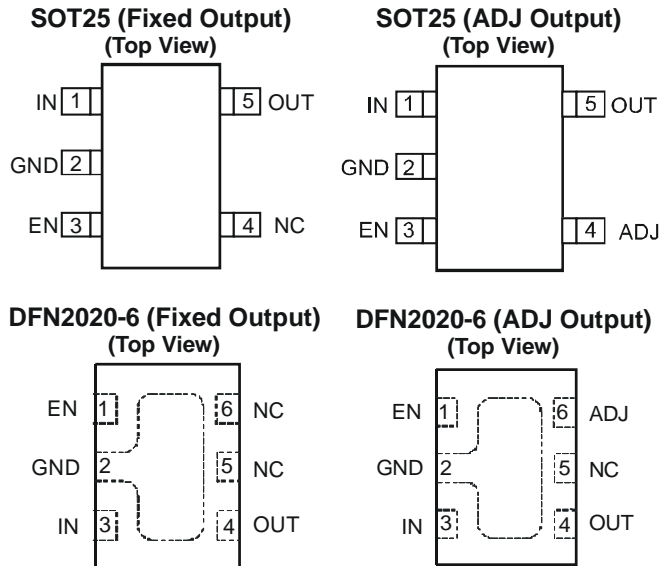 SOT25 (Fixed Output)
(Top View)
IN 1 5 OUT
GND 2
EN 3 4 NC
SOT25 (ADJ Output)
(Top View)
IN 1 5 OUT
GND 2
EN 3 4 ADJ
DFN2020-6 (Fixed Output)
(Top View)
EN 1 6 NC
GND 2 5 NC
IN 3 4 OUT
DFN2020-6 (ADJ Output)
(Top View)
EN 1 6 ADJ
GND 2 5 NC
IN 3 4 OUT